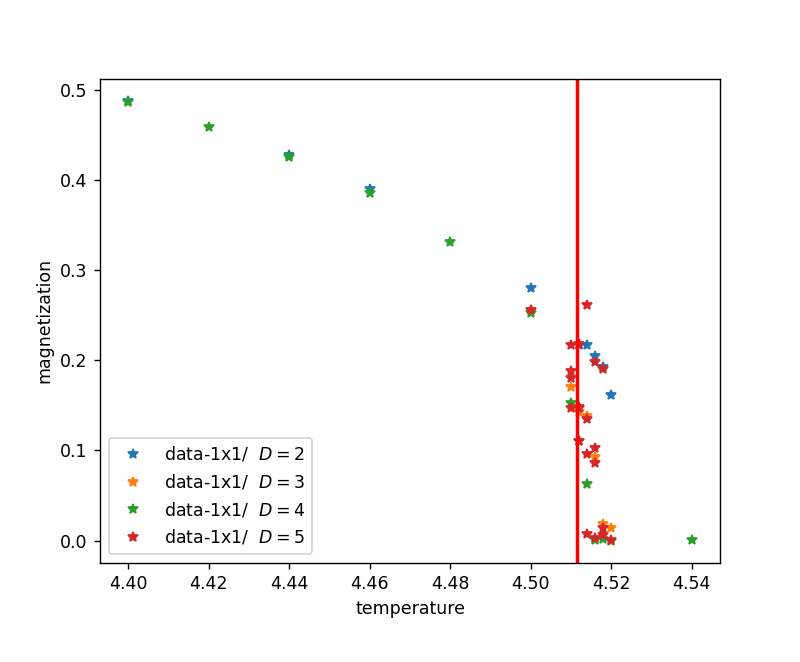 0.5
0.4
0.3
0.2
0.1
0.0
magnetization
data-1x1/ D = 2
data-1x1/ D = 3
data-1x1/ D = 4
data-1x1/ D = 5
4.40 4.42 4.44 4.46 4.48 4.50 4.52 4.54
temperature